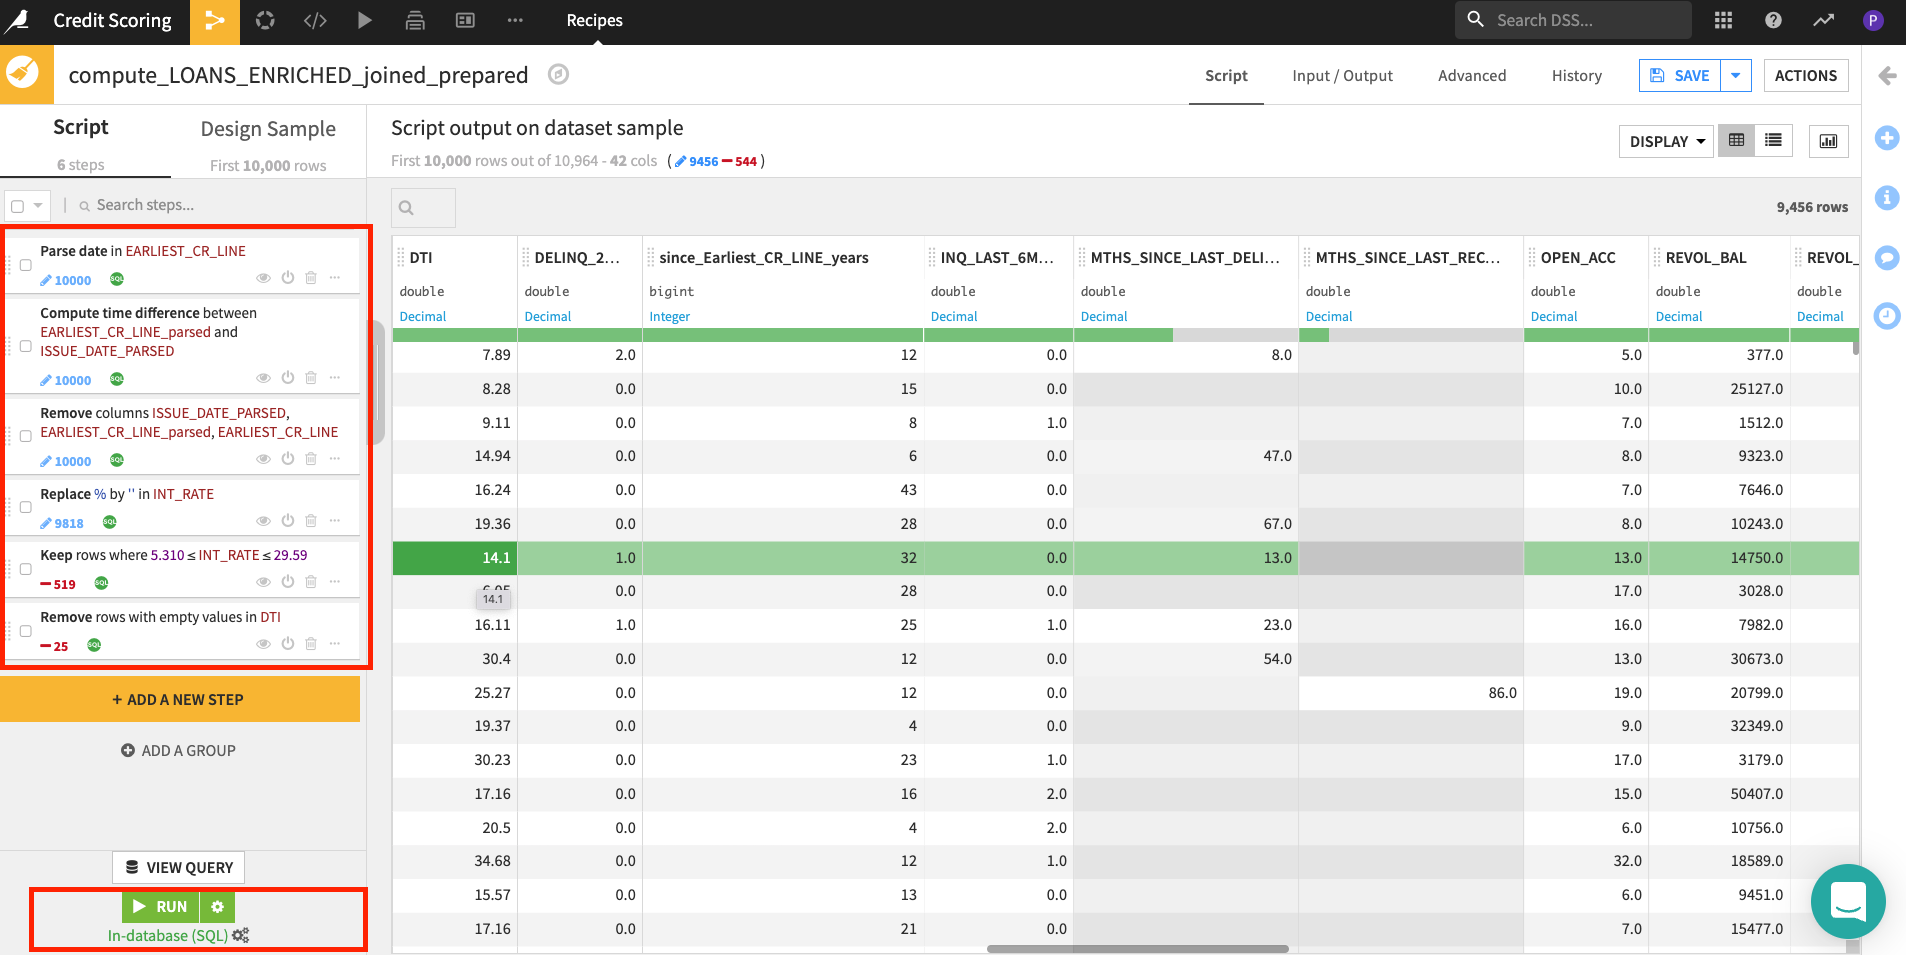 Credit Scoring
Recipes
Search DSS...
P
compute_LOANS_ENRICHED_joined_prepared
Script
Input / Output
Advanced
History
SAVE
ACTIONS
Script
6 steps
Design Sample
First 10,000 rows
Search steps...
Parse date in EARLIEST_CR_LINE
10000 SQL
Compute time difference between
EARLIEST_CR_LINE_parsed and
ISSUE_DATE_PARSED
10000 SQL
Remove columns ISSUE_DATE_PARSED,
EARLIEST_CR_LINE_parsed, EARLIEST_CR_LINE
10000 SQL
Replace % by '' in INT_RATE
9818 SQL
Keep rows where 5.310 ≤ INT_RATE ≤ 29.59
519 SQL
Remove rows with empty values in DTI
25 SQL
+ ADD A NEW STEP
ADD A GROUP
VIEW QUERY
RUN
In-database (SQL)
Script output on dataset sample
First 10,000 rows out of 10,964 - 42 cols ( 9456 544 )
DISPLAY
9,456 rows
DTI DELINQ_2... since_Earliest_CR_LINE_years INQ_LAST_6M... MTHS_SINCE_LAST_DELI... MTHS_SINCE_LAST_REC... OPEN_ACC REVOL_BAL REVOL_
double double bigint double double double double double double
Decimal Decimal Integer Decimal Decimal Decimal Decimal Decimal Decimal
7.89 2.0 12 0.0 8.0 5.0 377.0
8.28 0.0 15 0.0 10.0 25127.0
9.11 0.0 8 1.0 7.0 1512.0
14.94 0.0 6 0.0 47.0 8.0 9323.0
16.24 0.0 43 0.0 7.0 7646.0
19.36 0.0 28 0.0 67.0 8.0 10243.0
14.1 1.0 32 0.0 13.0 13.0 14750.0
0.0 28 0.0 17.0 3028.0
14.1
16.11 1.0 25 1.0 23.0 16.0 7982.0
30.4 0.0 12 0.0 54.0 13.0 30673.0
25.27 0.0 12 0.0 86.0 19.0 20799.0
19.37 0.0 4 0.0 9.0 32349.0
30.23 0.0 23 1.0 17.0 3179.0
17.16 0.0 16 2.0 15.0 50407.0
20.5 0.0 4 2.0 6.0 10756.0
34.68 0.0 12 1.0 32.0 18589.0
15.57 0.0 13 0.0 6.0 9451.0
17.16 0.0 21 0.0 7.0 15477.0